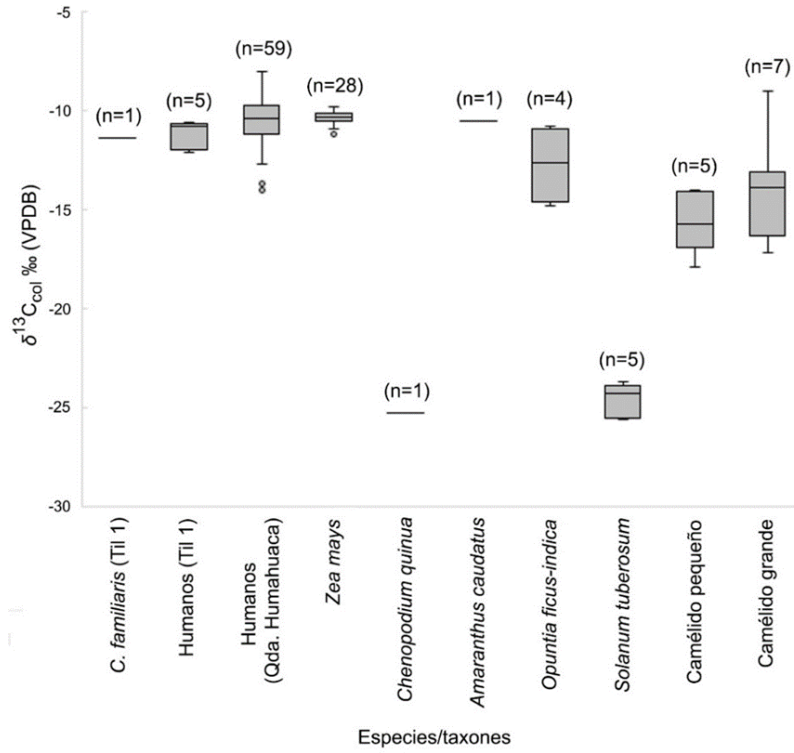 -5
-10
-15
-20
-25
-30
δ13Ccol ‰ (VPDB)
(n=1)
(n=5)
(n=59)
(n=28)
(n=1)
(n=1)
(n=4)
(n=5)
(n=5)
(n=7)
C. familiaris (Til 1)
Humanos (Til 1)
Humanos
(Qda. Humahuaca)
Zea mays
Chenopodium quinua
Amaranthus caudatus
Opuntia ficus-indica
Solanum tuberosum
Camélido pequeño
Camélido grande
Especies/taxones